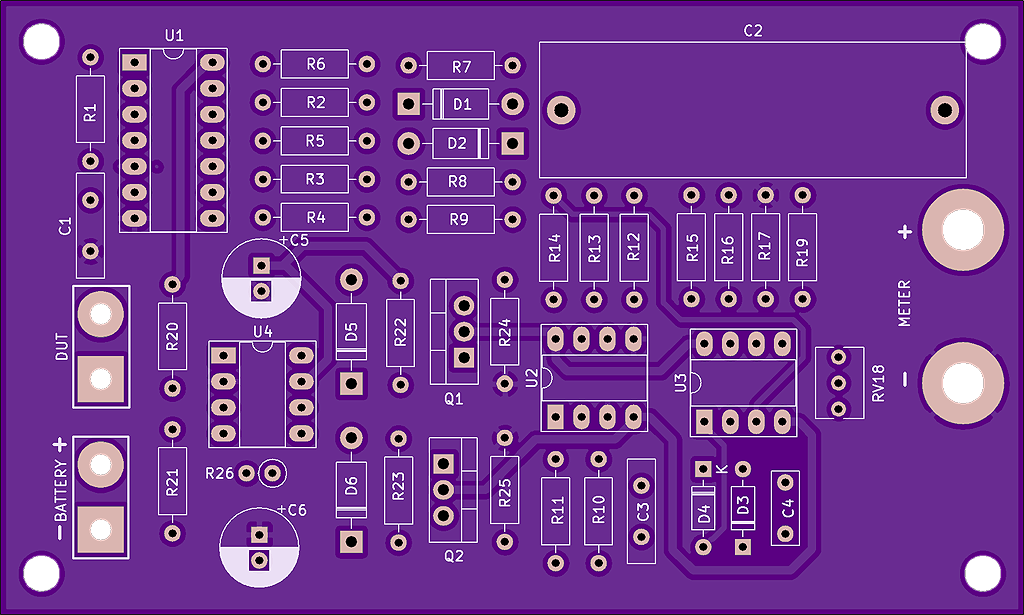 U1
C2
R6
R7
R1
R2
D1
R5
D2
R3
R8
R4
R9
C1
+C5
R14
R13
R12
R15
R16
R17
R19
+
METER
−
DUT
R20
U4
D5
R22
Q1
R24
U2
U3
RV18
+
BATTERY
−
R21
R26
+C6
D6
R23
Q2
R25
R11
R10
C3
K
D4
D3
C4